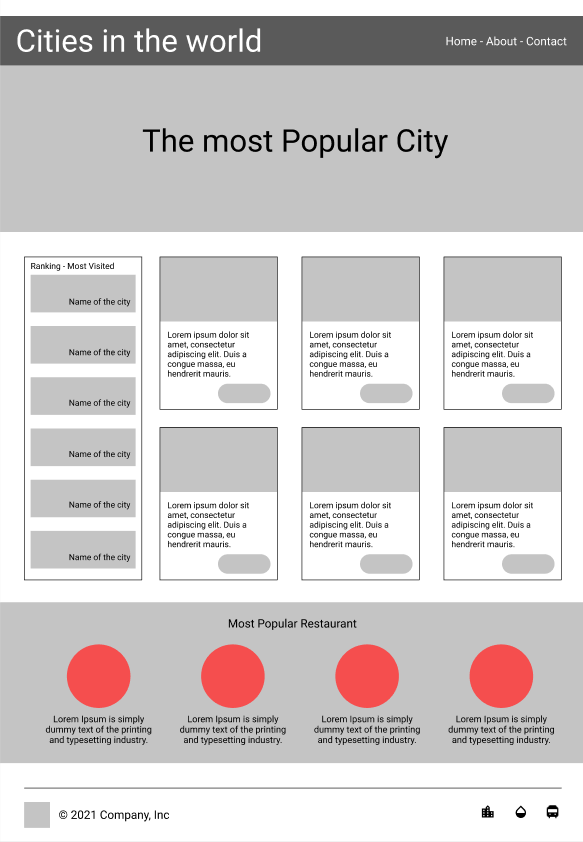 Cities in the world
Home - About - Contact
The most Popular City
Ranking - Most Visited
Name of the city
Name of the city
Name of the city
Name of the city
Name of the city
Name of the city
Lorem ipsum dolor sit
amet, consectetur
adipiscing elit. Duis a
congue massa, eu
hendrerit mauris.
Lorem ipsum dolor sit
amet, consectetur
adipiscing elit. Duis a
congue massa, eu
hendrerit mauris.
Lorem ipsum dolor sit
amet, consectetur
adipiscing elit. Duis a
congue massa, eu
hendrerit mauris.
Lorem ipsum dolor sit
amet, consectetur
adipiscing elit. Duis a
congue massa, eu
hendrerit mauris.
Lorem ipsum dolor sit
amet, consectetur
adipiscing elit. Duis a
congue massa, eu
hendrerit mauris.
Lorem ipsum dolor sit
amet, consectetur
adipiscing elit. Duis a
congue massa, eu
hendrerit mauris.
Most Popular Restaurant
Lorem Ipsum is simply
dummy text of the printing
and typesetting industry.
Lorem Ipsum is simply
dummy text of the printing
and typesetting industry.
Lorem Ipsum is simply
dummy text of the printing
and typesetting industry.
Lorem Ipsum is simply
dummy text of the printing
and typesetting industry.
© 2021 Company, Inc